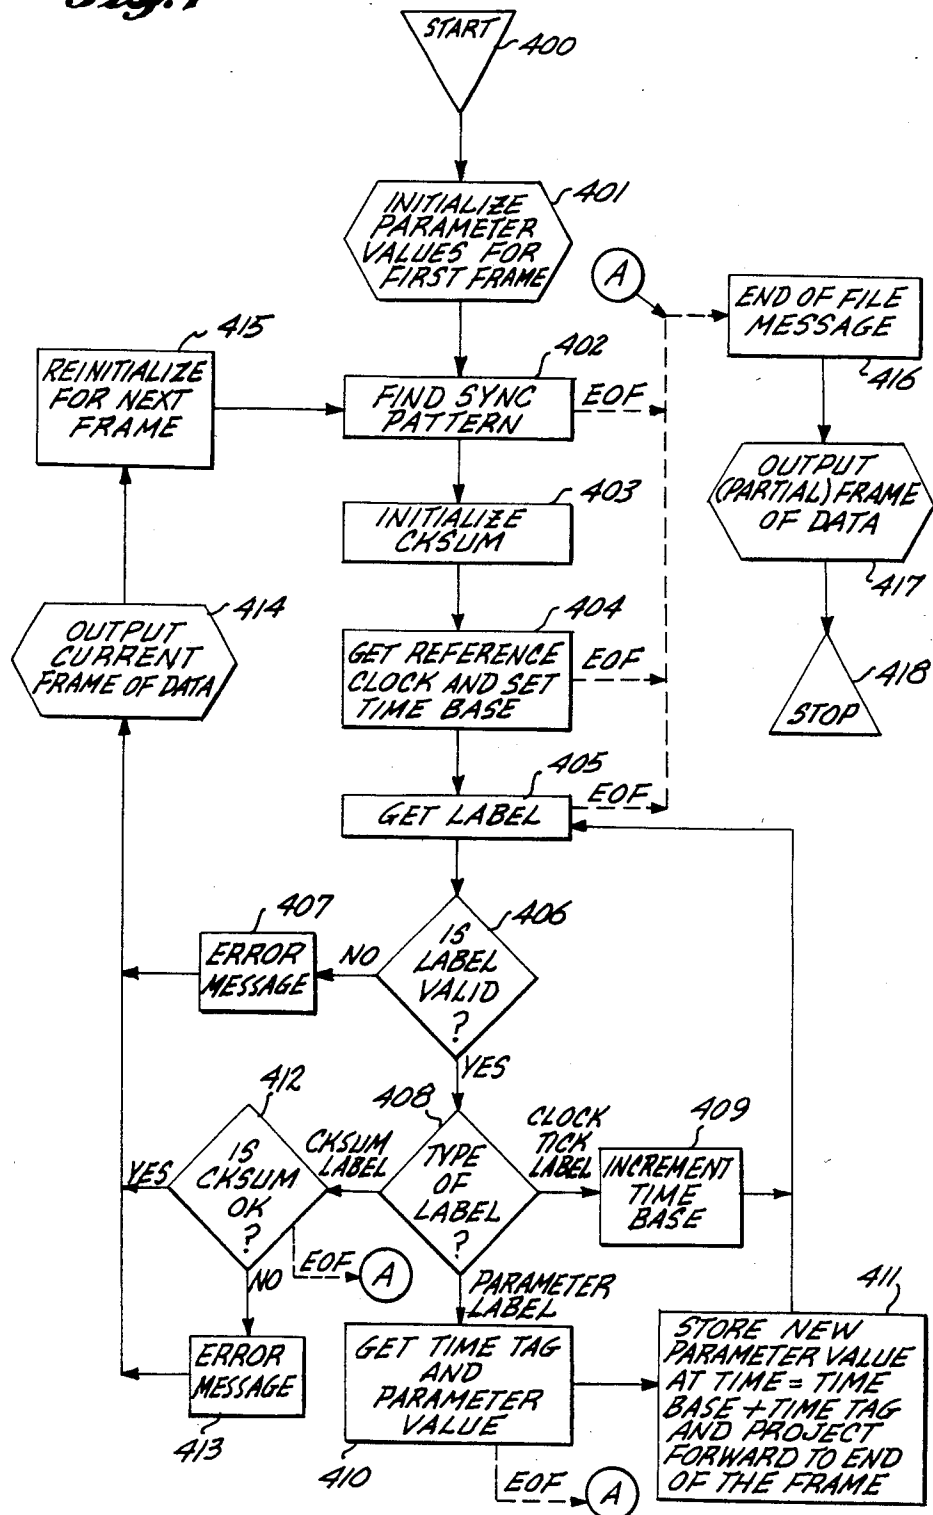 Fig. 7
START
400
INITIALIZE
PARAMETER
VALUES FOR
FIRST FRAME
401
A
END OF FILE
MESSAGE
416
415
REINITIALIZE
FOR NEXT
FRAME
402
FIND SYNC
PATTERN
EOF
403
INITIALIZE
CKSUM
OUTPUT
(PARTIAL) FRAME
OF DATA
417
414
OUTPUT
CURRENT
FRAME OF DATA
404
GET REFERENCE
CLOCK AND SET
TIME BASE
EOF
418
STOP
405
GET LABEL
EOF
406
IS
LABEL
VALID
?
NO
YES
407
ERROR
MESSAGE
408
TYPE
OF
LABEL
?
CLOCK
TICK
LABEL
409
INCREMENT
TIME
BASE
CKSUM
LABEL
412
IS
CKSUM
OK
?
YES
NO
EOF
A
ERROR
MESSAGE
413
PARAMETER
LABEL
GET TIME TAG
AND
PARAMETER
VALUE
410
EOF
A
411
STORE NEW
PARAMETER VALUE
AT TIME = TIME
BASE + TIME TAG
AND PROJECT
FORWARD TO END
OF THE FRAME